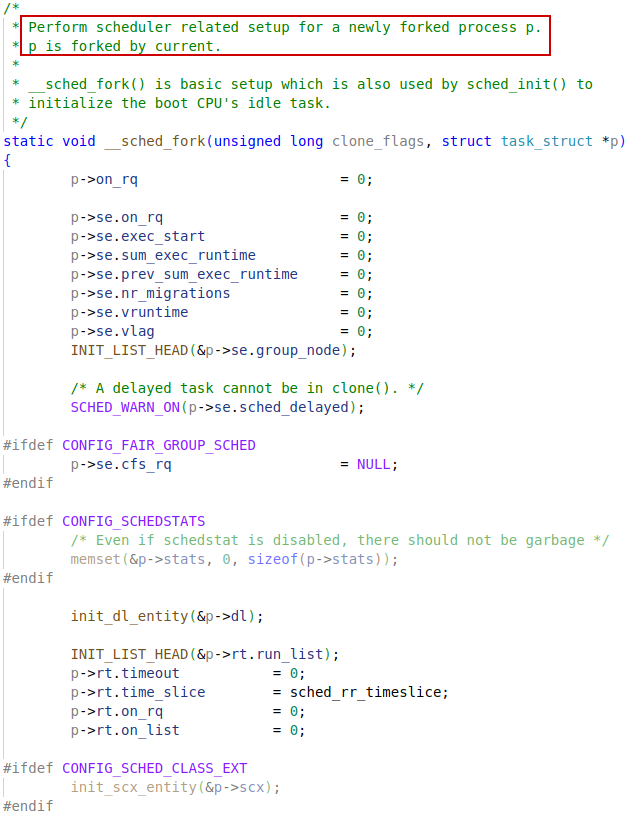 /*
 * Perform scheduler related setup for a newly forked process p.
 * p is forked by current.
 *
 * __sched_fork() is basic setup which is also used by sched_init() to
 * initialize the boot CPU's idle task.
 */
static void __sched_fork(unsigned long clone_flags, struct task_struct *p)
{
        p->on_rq                        = 0;

        p->se.on_rq                     = 0;
        p->se.exec_start                = 0;
        p->se.sum_exec_runtime          = 0;
        p->se.prev_sum_exec_runtime     = 0;
        p->se.nr_migrations             = 0;
        p->se.vruntime                  = 0;
        p->se.vlag                      = 0;
        INIT_LIST_HEAD(&p->se.group_node);

        /* A delayed task cannot be in clone(). */
        SCHED_WARN_ON(p->se.sched_delayed);

#ifdef CONFIG_FAIR_GROUP_SCHED
        p->se.cfs_rq                    = NULL;
#endif

#ifdef CONFIG_SCHEDSTATS
        /* Even if schedstat is disabled, there should not be garbage */
        memset(&p->stats, 0, sizeof(p->stats));
#endif

        init_dl_entity(&p->dl);

        INIT_LIST_HEAD(&p->rt.run_list);
        p->rt.timeout           = 0;
        p->rt.time_slice        = sched_rr_timeslice;
        p->rt.on_rq             = 0;
        p->rt.on_list           = 0;

#ifdef CONFIG_SCHED_CLASS_EXT
        init_scx_entity(&p->scx);
#endif